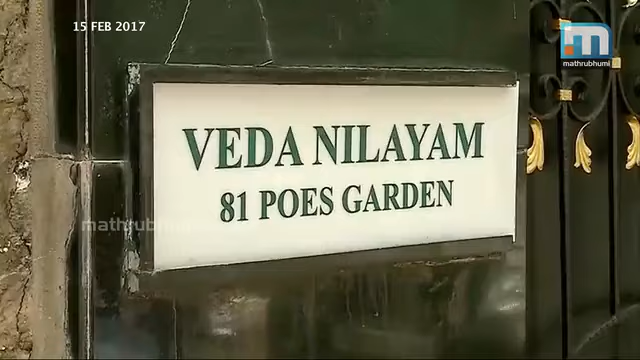 15 FEB 2017
mathrubhumi
VEDA NILAYAM
81 POES GARDEN
mathrubhumi